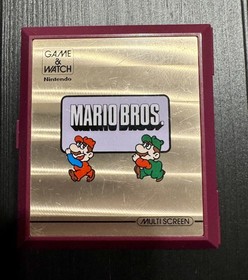 GAME
&
WATCH
Nintendo
MARIO BROS.
MULTI SCREEN